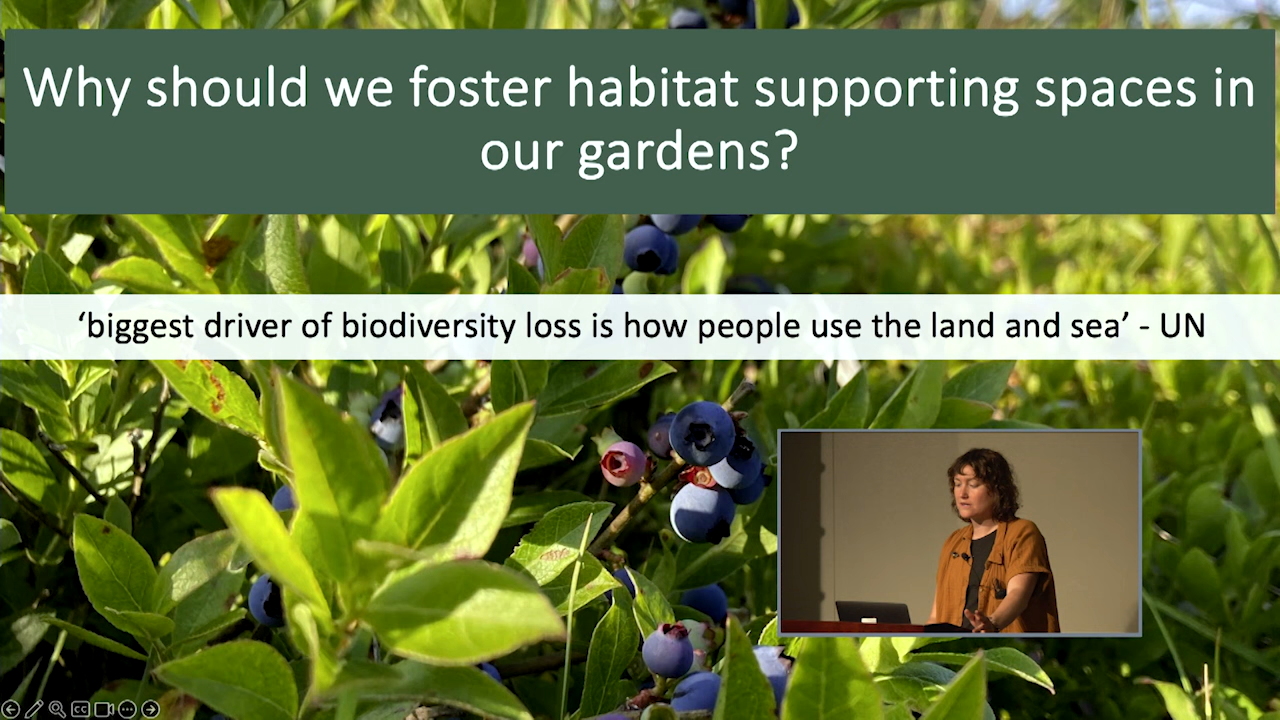 Why should we foster habitat supporting spaces in
our gardens?
‘biggest driver of biodiversity loss is how people use the land and sea’ - UN
CC